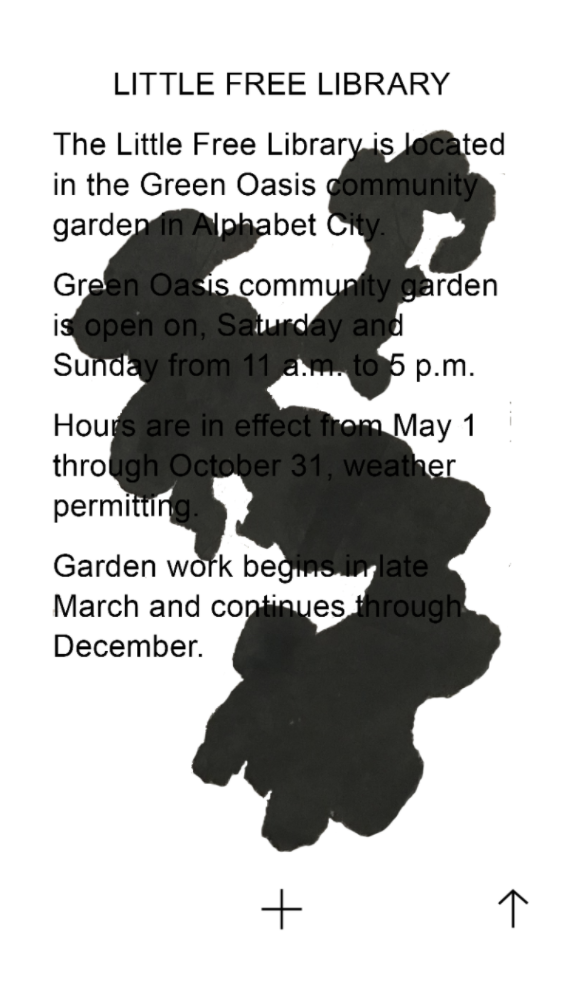 LITTLE FREE LIBRARY
The Little Free Library is located
in the Green Oasis community
garden in Alphabet City.
Green Oasis community garden
is open on, Saturday and
Sunday from 11 a.m. to 5 p.m.
Hours are in effect from May 1
through October 31, weather
permitting.
Garden work begins in late
March and continues through
December.